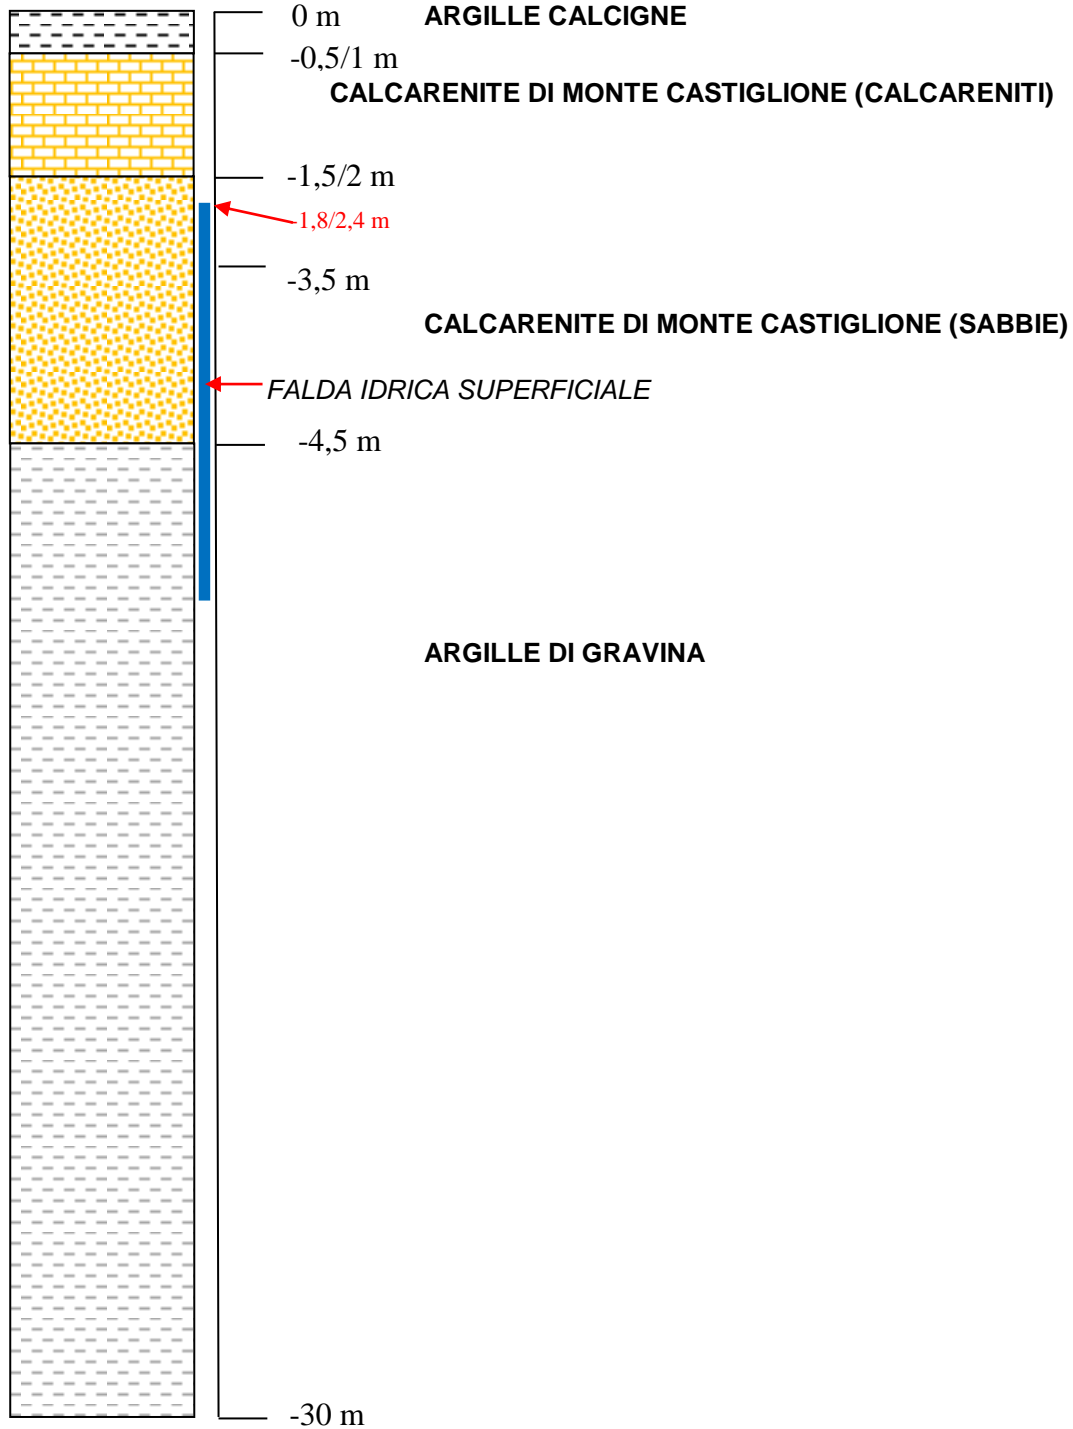 0 m
ARGILLE CALCIGNE
-0,5/1 m
CALCARENITE DI MONTE CASTIGLIONE (CALCARENITI)
-1,5/2 m
-1,8/2,4 m
-3,5 m
CALCARENITE DI MONTE CASTIGLIONE (SABBIE)
FALDA IDRICA SUPERFICIALE
-4,5 m
ARGILLE DI GRAVINA
-30 m